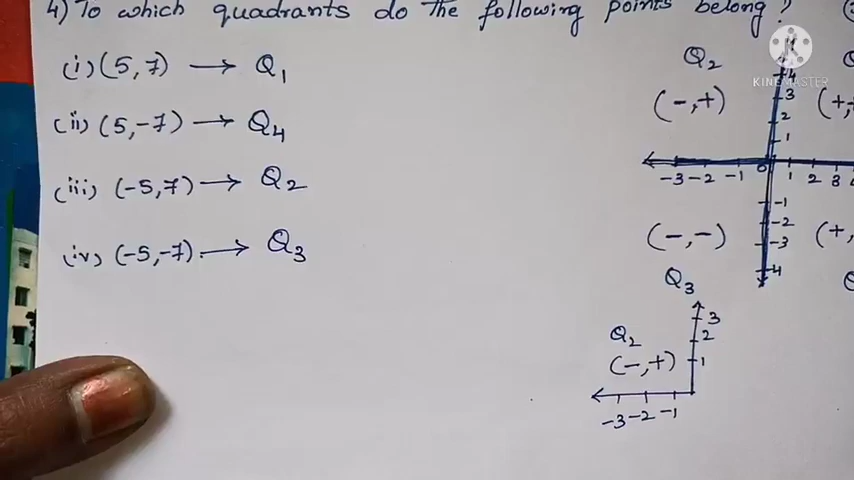 4) To which quadrants do the following points belong?
(i) (5, 7) → Q1
(ii) (5, -7) → Q4
(iii) (-5, 7) → Q2
(iv) (-5, -7) → Q3
KINEMASTER
Q2
(-, +)
4
3
2
1
-3 -2 -1 0 1 2 3
-1
-2
-3
-4
(-, -)
(+,
Q3
Q2
(-, +)
3
2
1
-3 -2 -1